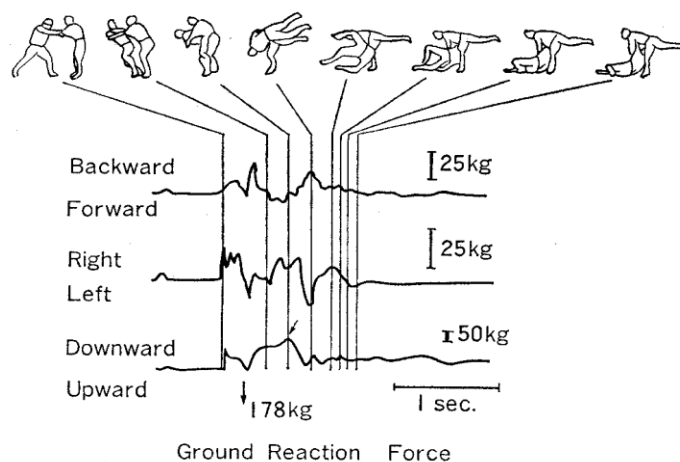 Backward
25kg
Forward
25kg
Right
Left
50kg
Downward
Upward
178kg
1 sec.
Ground Reaction Force